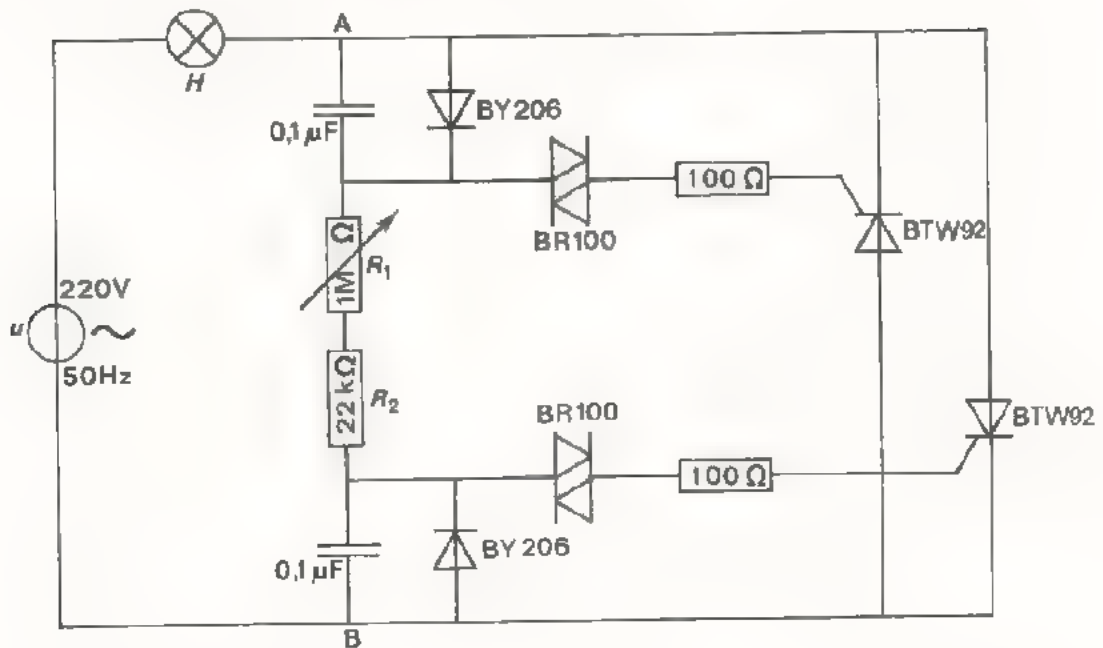 A
H
0,1 µF
BY206
100 Ω
BR100
BTW92
1M Ω
R1
220V
u
~
50Hz
22 kΩ
R2
BR100
BTW92
100 Ω
BY 206
0,1 µF
B